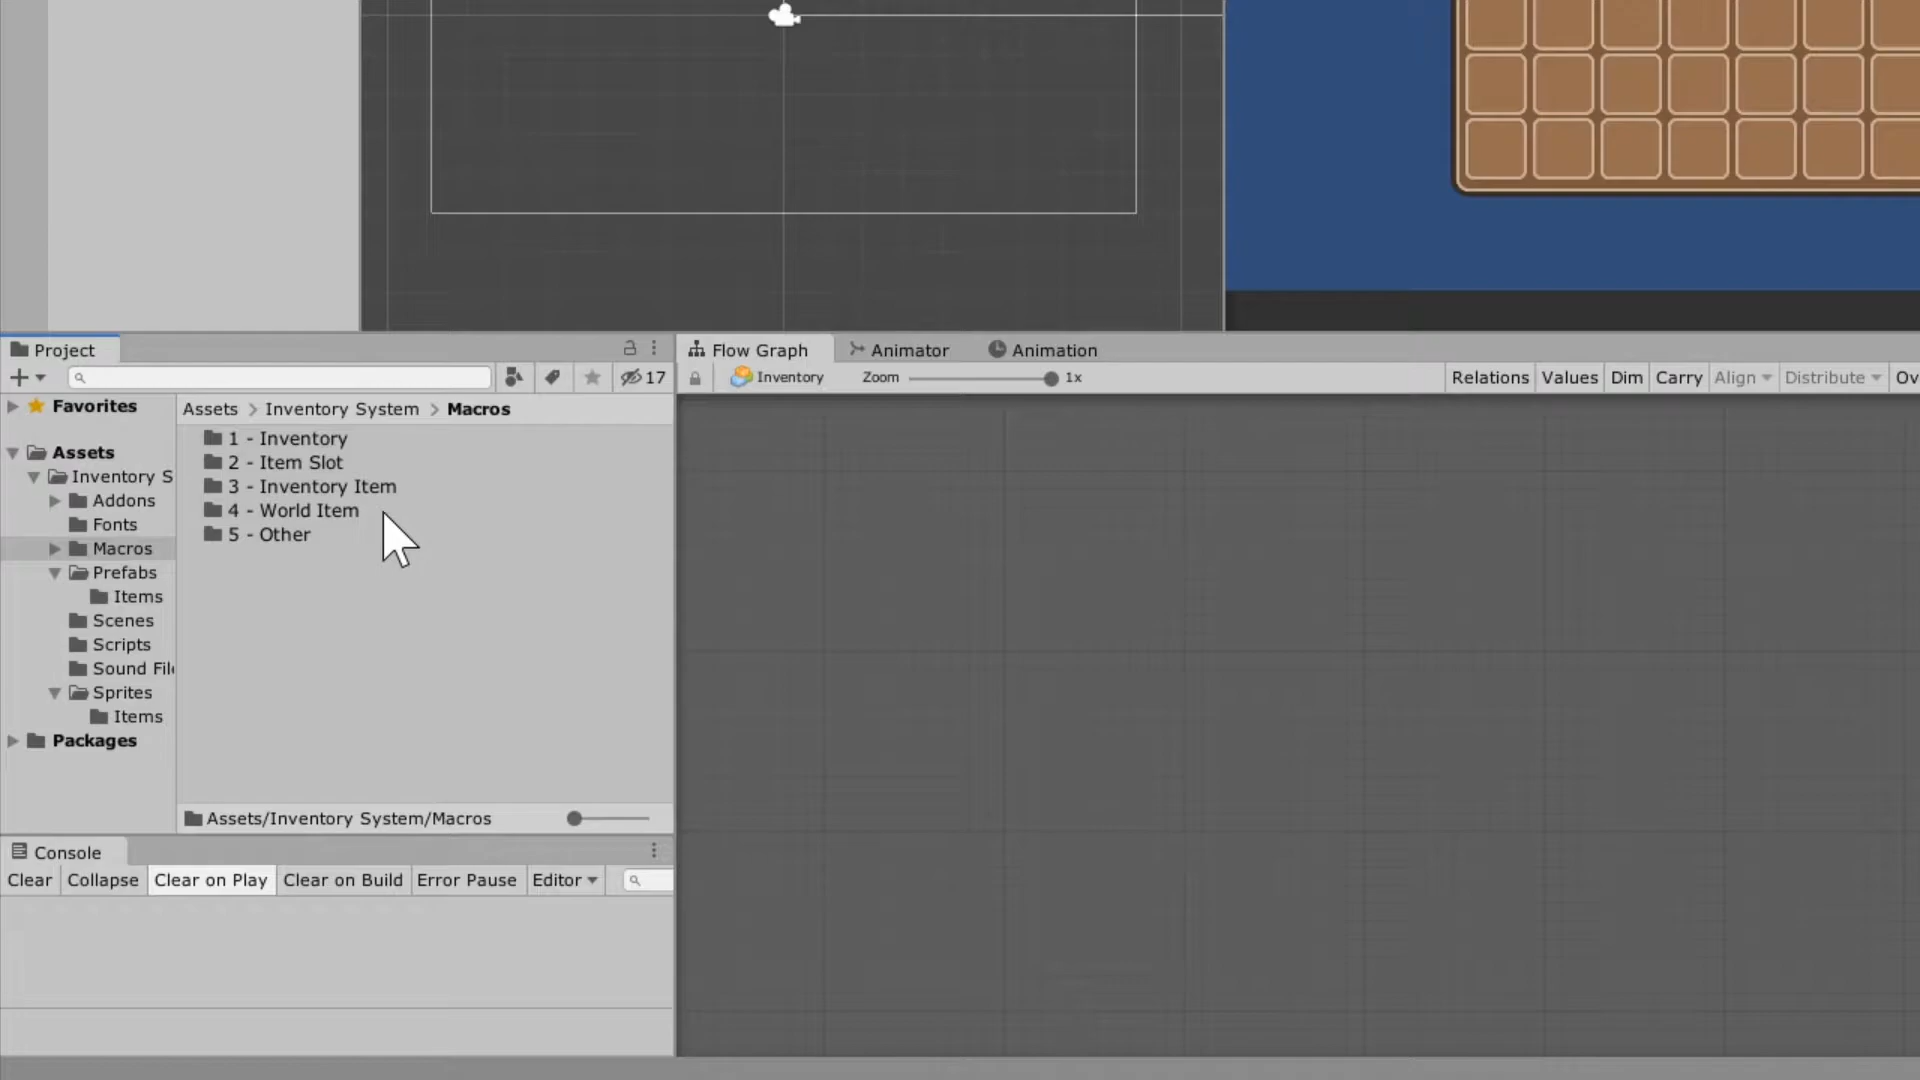 Project
17
Favorites
Assets
Inventory S
Addons
Fonts
Macros
Prefabs
Items
Scenes
Scripts
Sound Fil
Sprites
Items
Packages
Assets > Inventory System > Macros
1 - Inventory
2 - Item Slot
3 - Inventory Item
4 - World Item
5 - Other
Assets/Inventory System/Macros
Console
Clear Collapse Clear on Play Clear on Build Error Pause Editor
Flow Graph Animator Animation
Inventory Zoom 1x Relations Values Dim Carry Align Distribute Ov